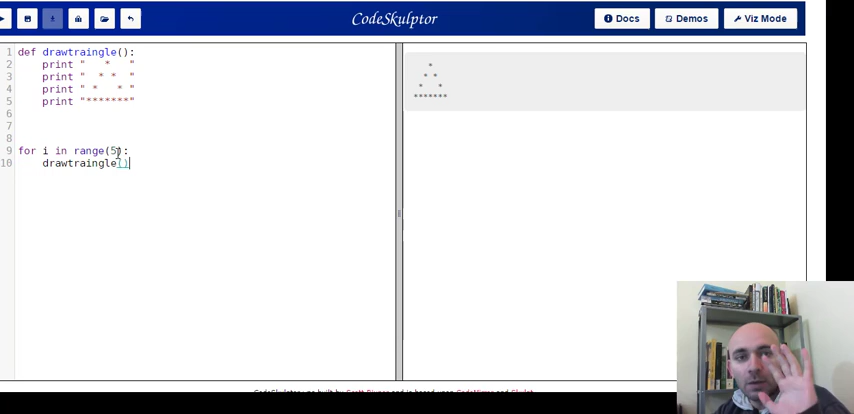 CodeSkulptor
Docs
Demos
Viz Mode
1 def drawtraingle():
2     print "   *   "
3     print "  * *  "
4     print " *   * "
5     print "*******"
6
7
8
9 for i in range(5):
10     drawtraingle()
   *
  * *
 *   *
*******